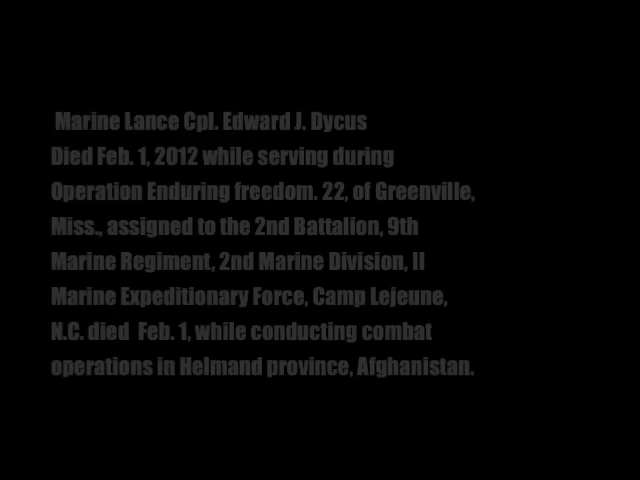 Marine Lance Cpl. Edward J. Dycus
Died Feb. 1, 2012 while serving during
Operation Enduring freedom. 22, of Greenville,
Miss., assigned to the 2nd Battalion, 9th
Marine Regiment, 2nd Marine Division, II
Marine Expeditionary Force, Camp Lejeune,
N.C. died  Feb. 1, while conducting combat
operations in Helmand province, Afghanistan.